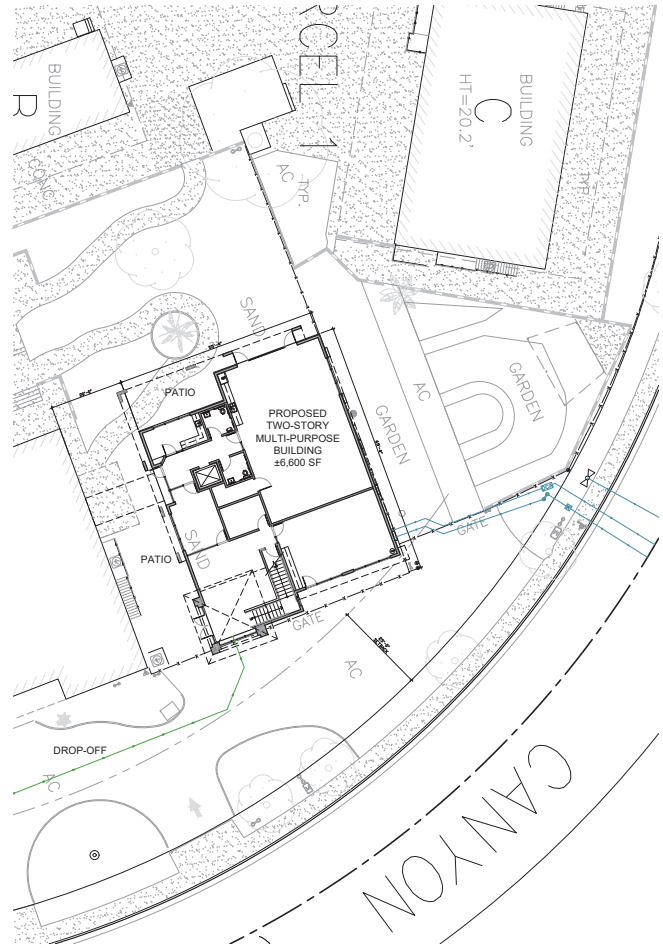 RCEL 1
BUILDING
B
CONC
AC
TYP.
BUILDING
C
HT=20.2'
TYP
SAND
PATIO
PROPOSED
TWO-STORY
MULTI-PURPOSE
BUILDING
±6,600 SF
AC
GARDEN
GARDEN
SAND
PATIO
GATE
GATE
AC
DROP-OFF
AC
CANYON